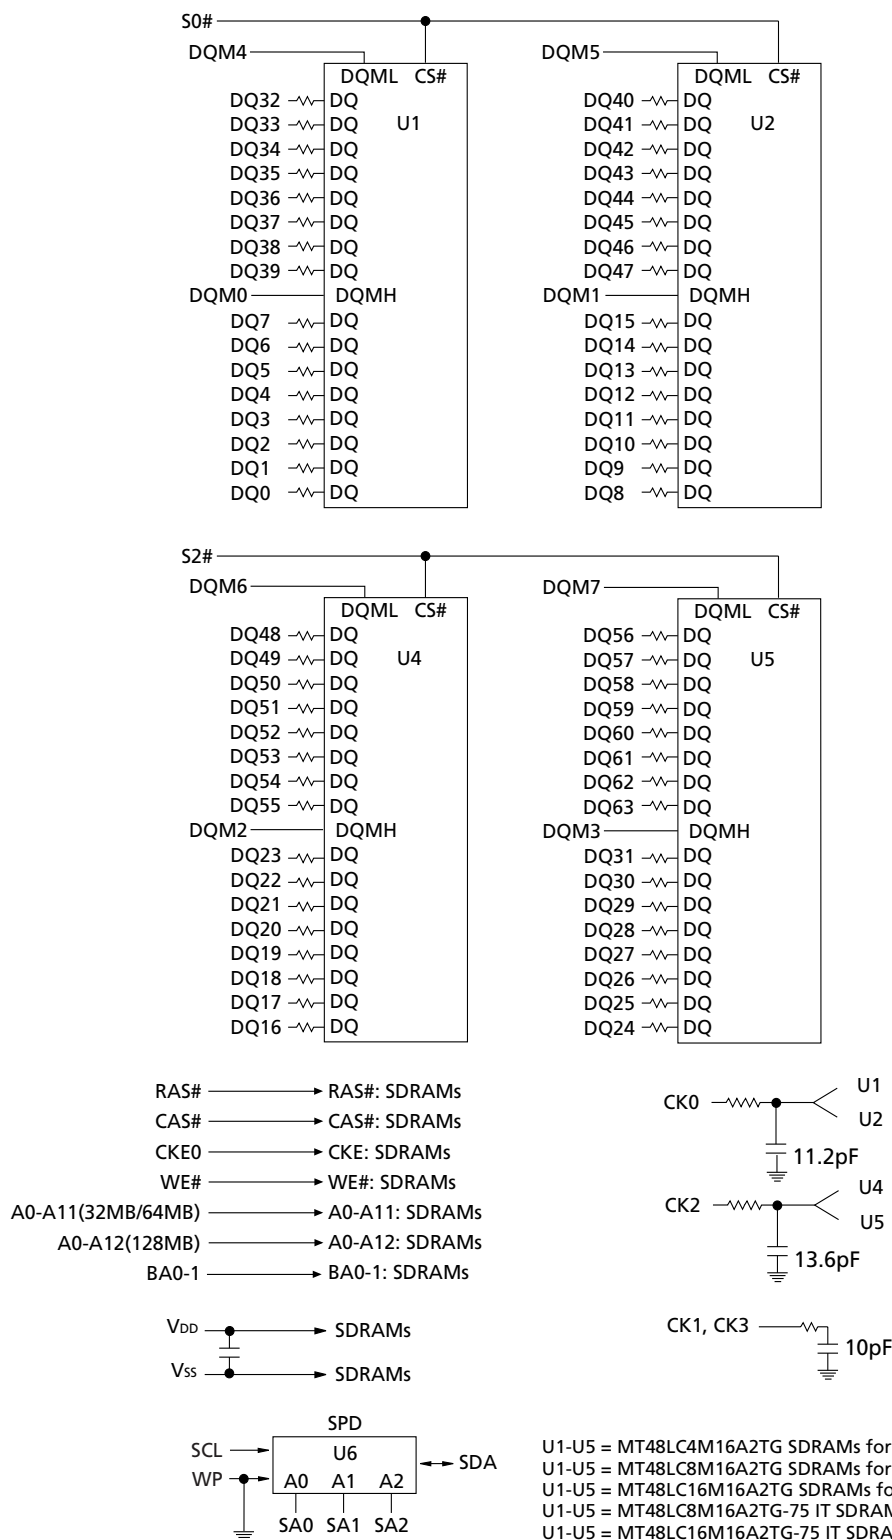 S0#
DQM4
DQM5
DQML CS#
DQML CS#
DQ32 DQ
DQ40 DQ
DQ33 DQ U1
DQ41 DQ U2
DQ34 DQ
DQ42 DQ
DQ35 DQ
DQ43 DQ
DQ36 DQ
DQ44 DQ
DQ37 DQ
DQ45 DQ
DQ38 DQ
DQ46 DQ
DQ39 DQ
DQ47 DQ
DQM0 DQMH
DQM1 DQMH
DQ7 DQ
DQ15 DQ
DQ6 DQ
DQ14 DQ
DQ5 DQ
DQ13 DQ
DQ4 DQ
DQ12 DQ
DQ3 DQ
DQ11 DQ
DQ2 DQ
DQ10 DQ
DQ1 DQ
DQ9 DQ
DQ0 DQ
DQ8 DQ
S2#
DQM6
DQM7
DQML CS#
DQML CS#
DQ48 DQ
DQ56 DQ
DQ49 DQ U4
DQ57 DQ U5
DQ50 DQ
DQ58 DQ
DQ51 DQ
DQ59 DQ
DQ52 DQ
DQ60 DQ
DQ53 DQ
DQ61 DQ
DQ54 DQ
DQ62 DQ
DQ55 DQ
DQ63 DQ
DQM2 DQMH
DQM3 DQMH
DQ23 DQ
DQ31 DQ
DQ22 DQ
DQ30 DQ
DQ21 DQ
DQ29 DQ
DQ20 DQ
DQ28 DQ
DQ19 DQ
DQ27 DQ
DQ18 DQ
DQ26 DQ
DQ17 DQ
DQ25 DQ
DQ16 DQ
DQ24 DQ
RAS# RAS#: SDRAMs
CAS# CAS#: SDRAMs
CKE0 CKE: SDRAMs
WE# WE#: SDRAMs
A0-A11(32MB/64MB) A0-A11: SDRAMs
A0-A12(128MB) A0-A12: SDRAMs
BA0-1 BA0-1: SDRAMs
CK0
U1
U2
11.2pF
CK2
U4
U5
13.6pF
VDD SDRAMs
VSS SDRAMs
CK1, CK3
10pF
SPD
SCL
U6
SDA
WP
A0 A1 A2
SA0 SA1 SA2
U1-U5 = MT48LC4M16A2TG SDRAMs for
U1-U5 = MT48LC8M16A2TG SDRAMs for
U1-U5 = MT48LC16M16A2TG SDRAMs fo
U1-U5 = MT48LC8M16A2TG-75 IT SDRAM
U1-U5 = MT48LC16M16A2TG-75 IT SDRA